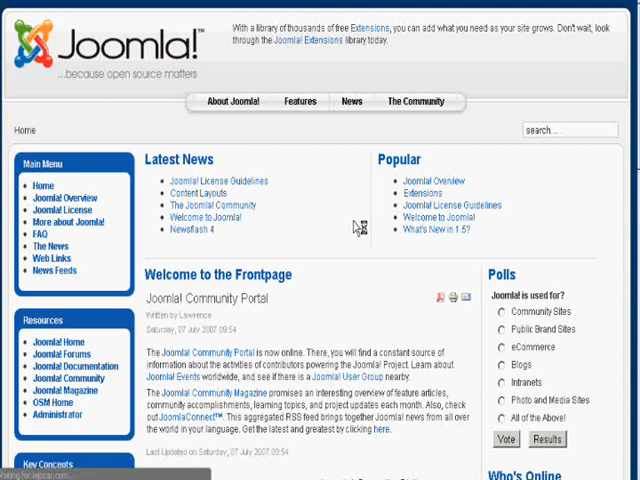 Joomla!™
...because open source matters
With a library of thousands of free Extensions, you can add what you need as your site grows. Don't wait, look
through the Joomla! Extensions library today.
About Joomla! Features News The Community
Home
search...
Main Menu
Home
Joomla! Overview
Joomla! License
More about Joomla!
FAQ
The News
Web Links
News Feeds
Latest News
Joomla! License Guidelines
Content Layouts
The Joomla! Community
Welcome to Joomla!
Newsflash 4
Popular
Joomla! Overview
Extensions
Joomla! License Guidelines
Welcome to Joomla!
What's New in 1.5?
Resources
Joomla! Home
Joomla! Forums
Joomla! Documentation
Joomla! Community
Joomla! Magazine
OSM Home
Administrator
Key Concepts
Welcome to the Frontpage
Joomla! Community Portal
Written by Lawrence
Saturday, 07 July 2007 09:54
The Joomla! Community Portal is now online. There, you will find a constant source of
information about the activities of contributors powering the Joomla! Project. Learn about
Joomla! Events worldwide, and see if there is a Joomla! User Group nearby.
The Joomla! Community Magazine promises an interesting overview of feature articles,
community accomplishments, learning topics, and project updates each month. Also, check
out JoomlaConnect™. This aggregated RSS feed brings together Joomla! news from all over
the world in your language. Get the latest and greatest by clicking here.
Last Updated on Saturday, 07 July 2007 09:54
Polls
Joomla! is used for?
Community Sites
Public Brand Sites
eCommerce
Blogs
Intranets
Photo and Media Sites
All of the Above!
Vote Results
Who's Online